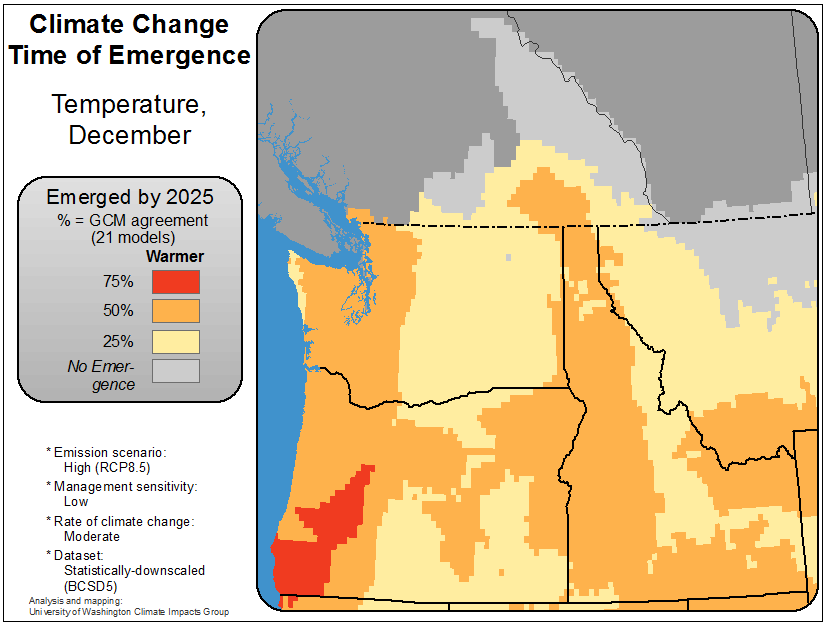 Climate Change
Time of Emergence
Temperature,
December
Emerged by 2025
% = GCM agreement
(21 models)
Warmer
75%
50%
25%
No Emer-
gence
* Emission scenario:
High (RCP8.5)
* Management sensitivity:
Low
* Rate of climate change:
Moderate
* Dataset:
Statistically-downscaled
(BCSD5)
Analysis and mapping:
University of Washington Climate Impacts Group